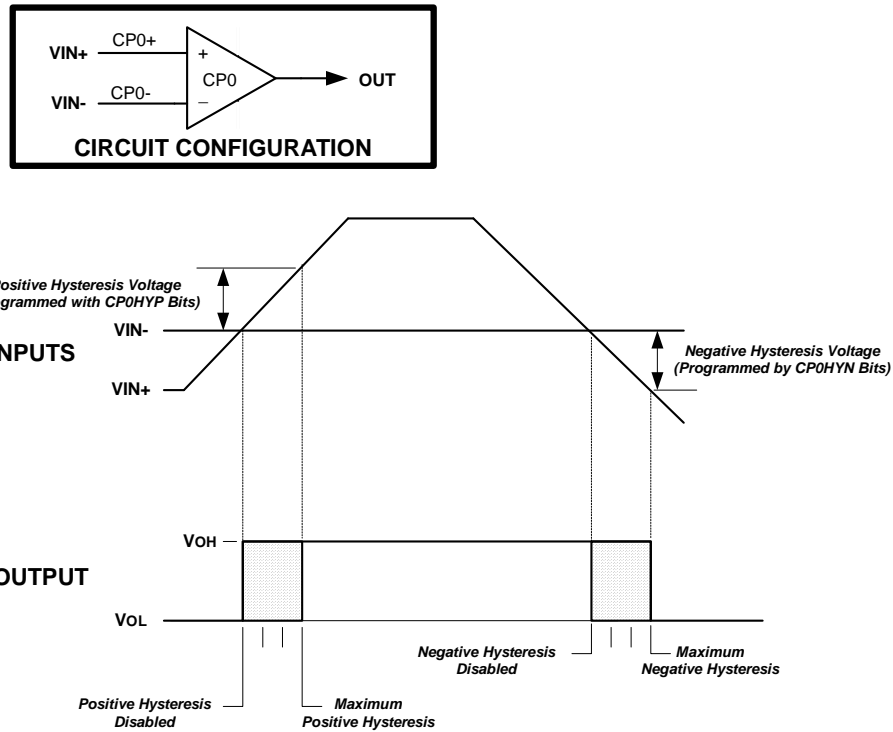 VIN+
CP0+
+
CP0
OUT
VIN-
CP0-
_
CIRCUIT CONFIGURATION
Positive Hysteresis Voltage
grammed with CP0HYP Bits)
VIN-
NPUTS
Negative Hysteresis Voltage
(Programmed by CP0HYN Bits)
VIN+
VOH
OUTPUT
VOL
Negative Hysteresis
Disabled
Maximum
Negative Hysteresis
Positive Hysteresis
Disabled
Maximum
Positive Hysteresis